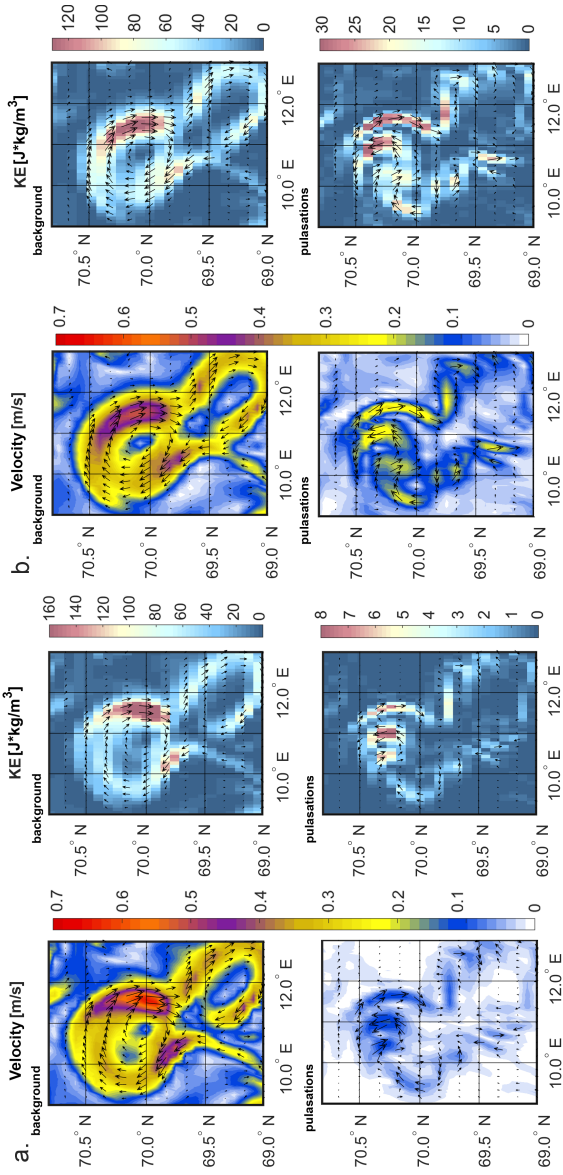 a.
Velocity [m/s]
background
70.5° N
70.0° N
69.5° N
69.0° N
10.0° E
12.0° E
pulasations
70.5° N
70.0° N
69.5° N
69.0° N
10.0° E
12.0° E
0.7
0.6
0.5
0.4
0.3
0.2
0.1
0
KE[J*kg/m³]
background
70.5° N
70.0° N
69.5° N
69.0° N
10.0° E
12.0° E
160
140
120
100
80
60
40
20
0
pulasations
70.5° N
70.0° N
69.5° N
69.0° N
10.0° E
12.0° E
8
7
6
5
4
3
2
1
0
b.
Velocity [m/s]
background
70.5° N
70.0° N
69.5° N
69.0° N
10.0° E
12.0° E
pulasations
70.5° N
70.0° N
69.5° N
69.0° N
10.0° E
12.0° E
0.7
0.6
0.5
0.4
0.3
0.2
0.1
0
KE[J*kg/m³]
background
70.5° N
70.0° N
69.5° N
69.0° N
10.0° E
12.0° E
120
100
80
60
40
20
0
pulasations
70.5° N
70.0° N
69.5° N
69.0° N
10.0° E
12.0° E
30
25
20
15
10
5
0